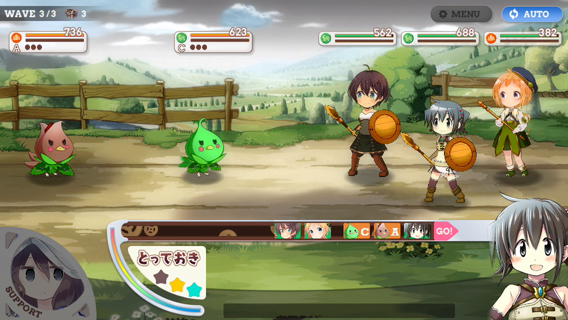 WAVE 3/3 3
MENU
AUTO
736
A
623
C
562
688
382
C A GO!
とっておき
SUPPORT